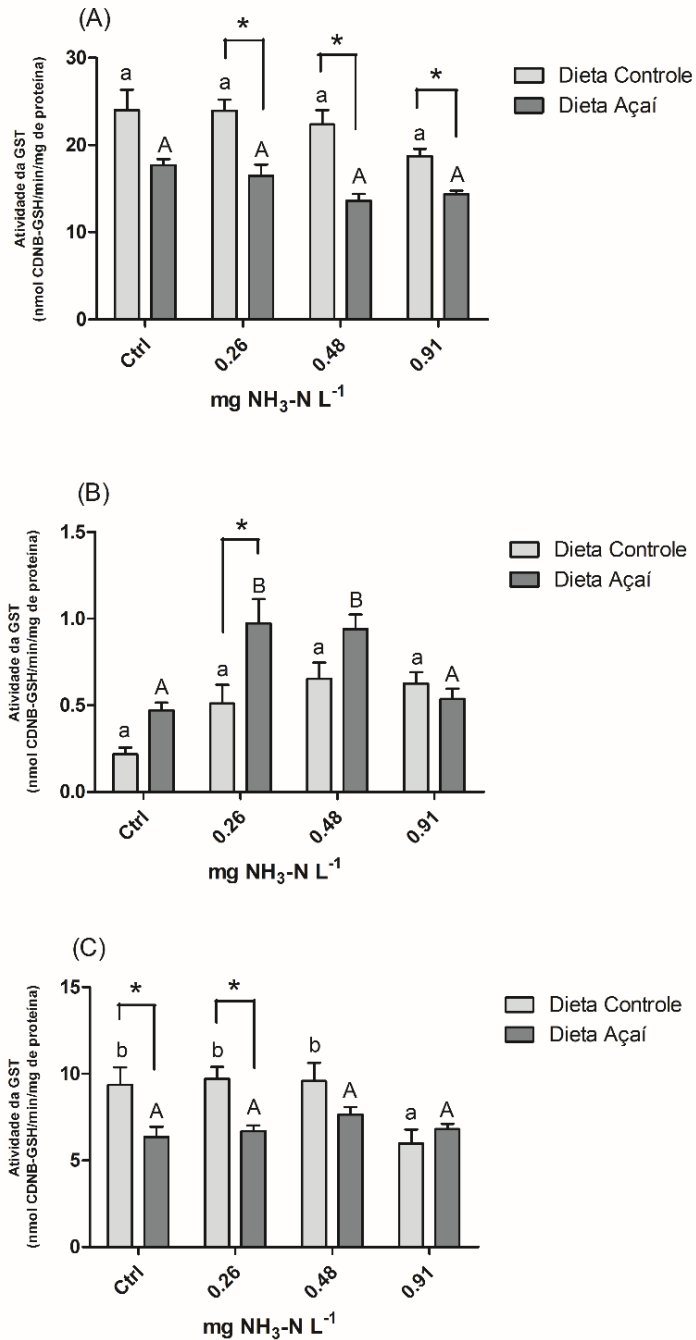 (A)
*
*
*
30
20
10
0
a
A
a
A
a
A
a
A
Dieta Controle
Dieta Açaí
Atividade da GST
(nmol CDNB-GSH/min/mg de proteína)
Ctrl
0.26
0.48
0.91
mg NH₃-N L⁻¹
(B)
*
1.5
1.0
0.5
0.0
a
A
a
B
a
B
a
A
Dieta Controle
Dieta Açaí
Atividade da GST
(nmol CDNB-GSH/min/mg de proteína)
Ctrl
0.26
0.48
0.91
mg NH₃-N L⁻¹
(C)
*
*
15
10
5
0
b
A
b
A
b
A
a
A
Dieta Controle
Dieta Açaí
Atividade da GST
(nmol CDNB-GSH/min/mg de proteína)
Ctrl
0.26
0.48
0.91
mg NH₃-N L⁻¹